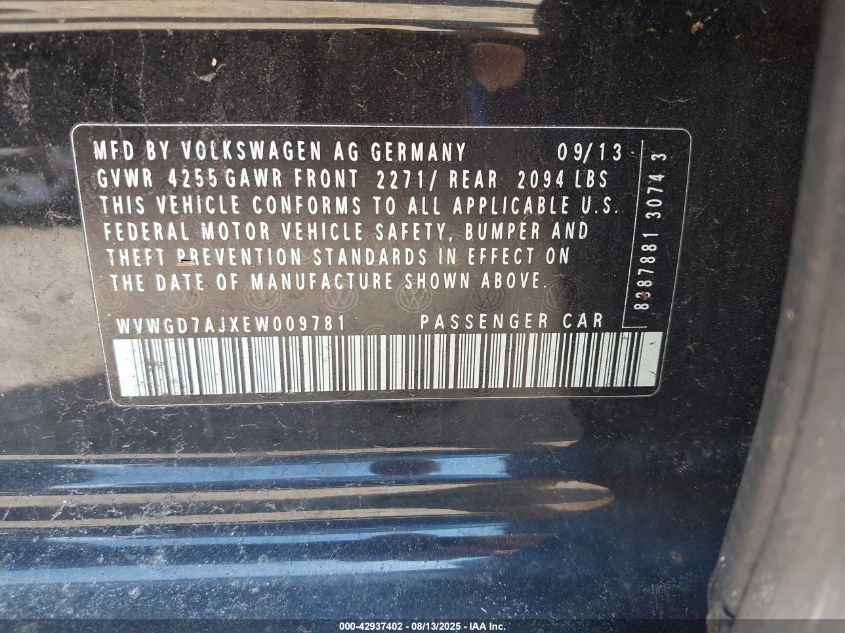 MFD BY VOLKSWAGEN AG GERMANY 09/13
GVWR 4255 GAWR FRONT 2271/ REAR 2094 LBS
THIS VEHICLE CONFORMS TO ALL APPLICABLE U.S.
FEDERAL MOTOR VEHICLE SAFETY, BUMPER AND
THEFT PREVENTION STANDARDS IN EFFECT ON
THE DATE OF MANUFACTURE SHOWN ABOVE.
WVWGD7AJXEW009781 PASSENGER CAR
8387881 30743
000-42937402 - 08/13/2025 - IAA Inc.